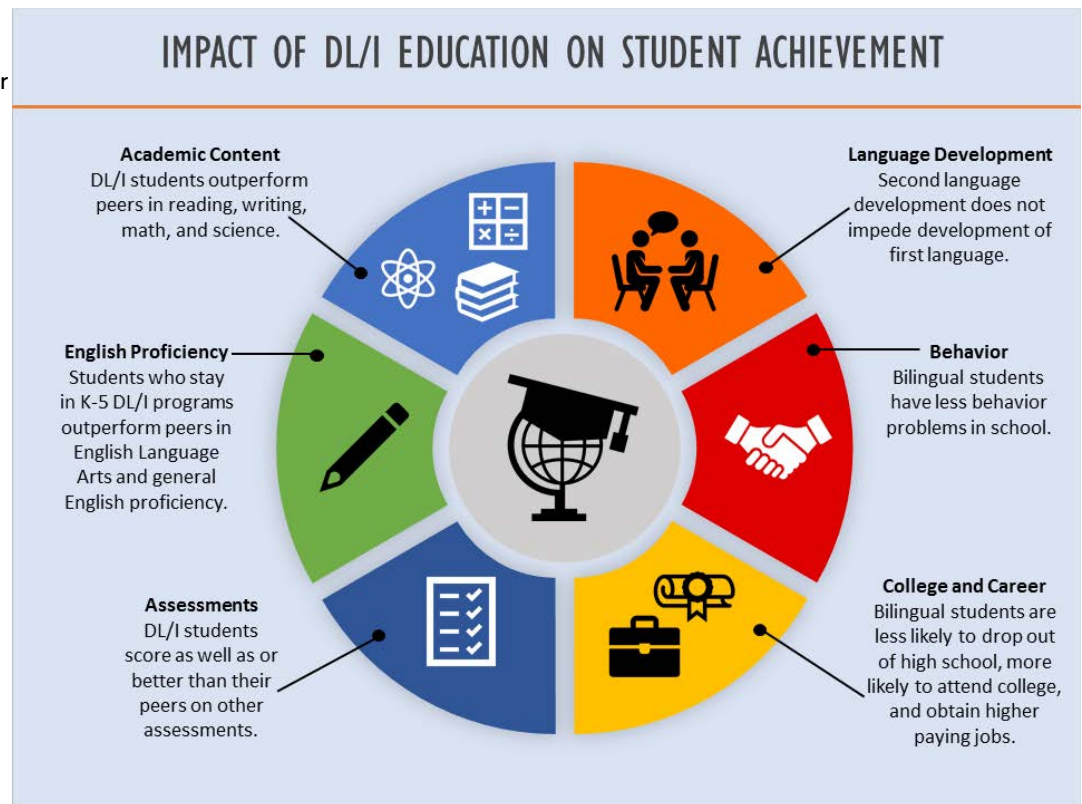 IMPACT OF DL/I EDUCATION ON STUDENT ACHIEVEMENT
r
Academic Content
DL/I students outperform
peers in reading, writing,
math, and science.
Language Development
Second language
development does not
impede development of
first language.
English Proficiency
Students who stay
in K-5 DL/I programs
outperform peers in
English Language
Arts and general
English proficiency.
Behavior
Bilingual students
have less behavior
problems in school.
Assessments
DL/I students
score as well as or
better than their
peers on other
assessments.
College and Career
Bilingual students are
less likely to drop out
of high school, more
likely to attend college,
and obtain higher
paying jobs.